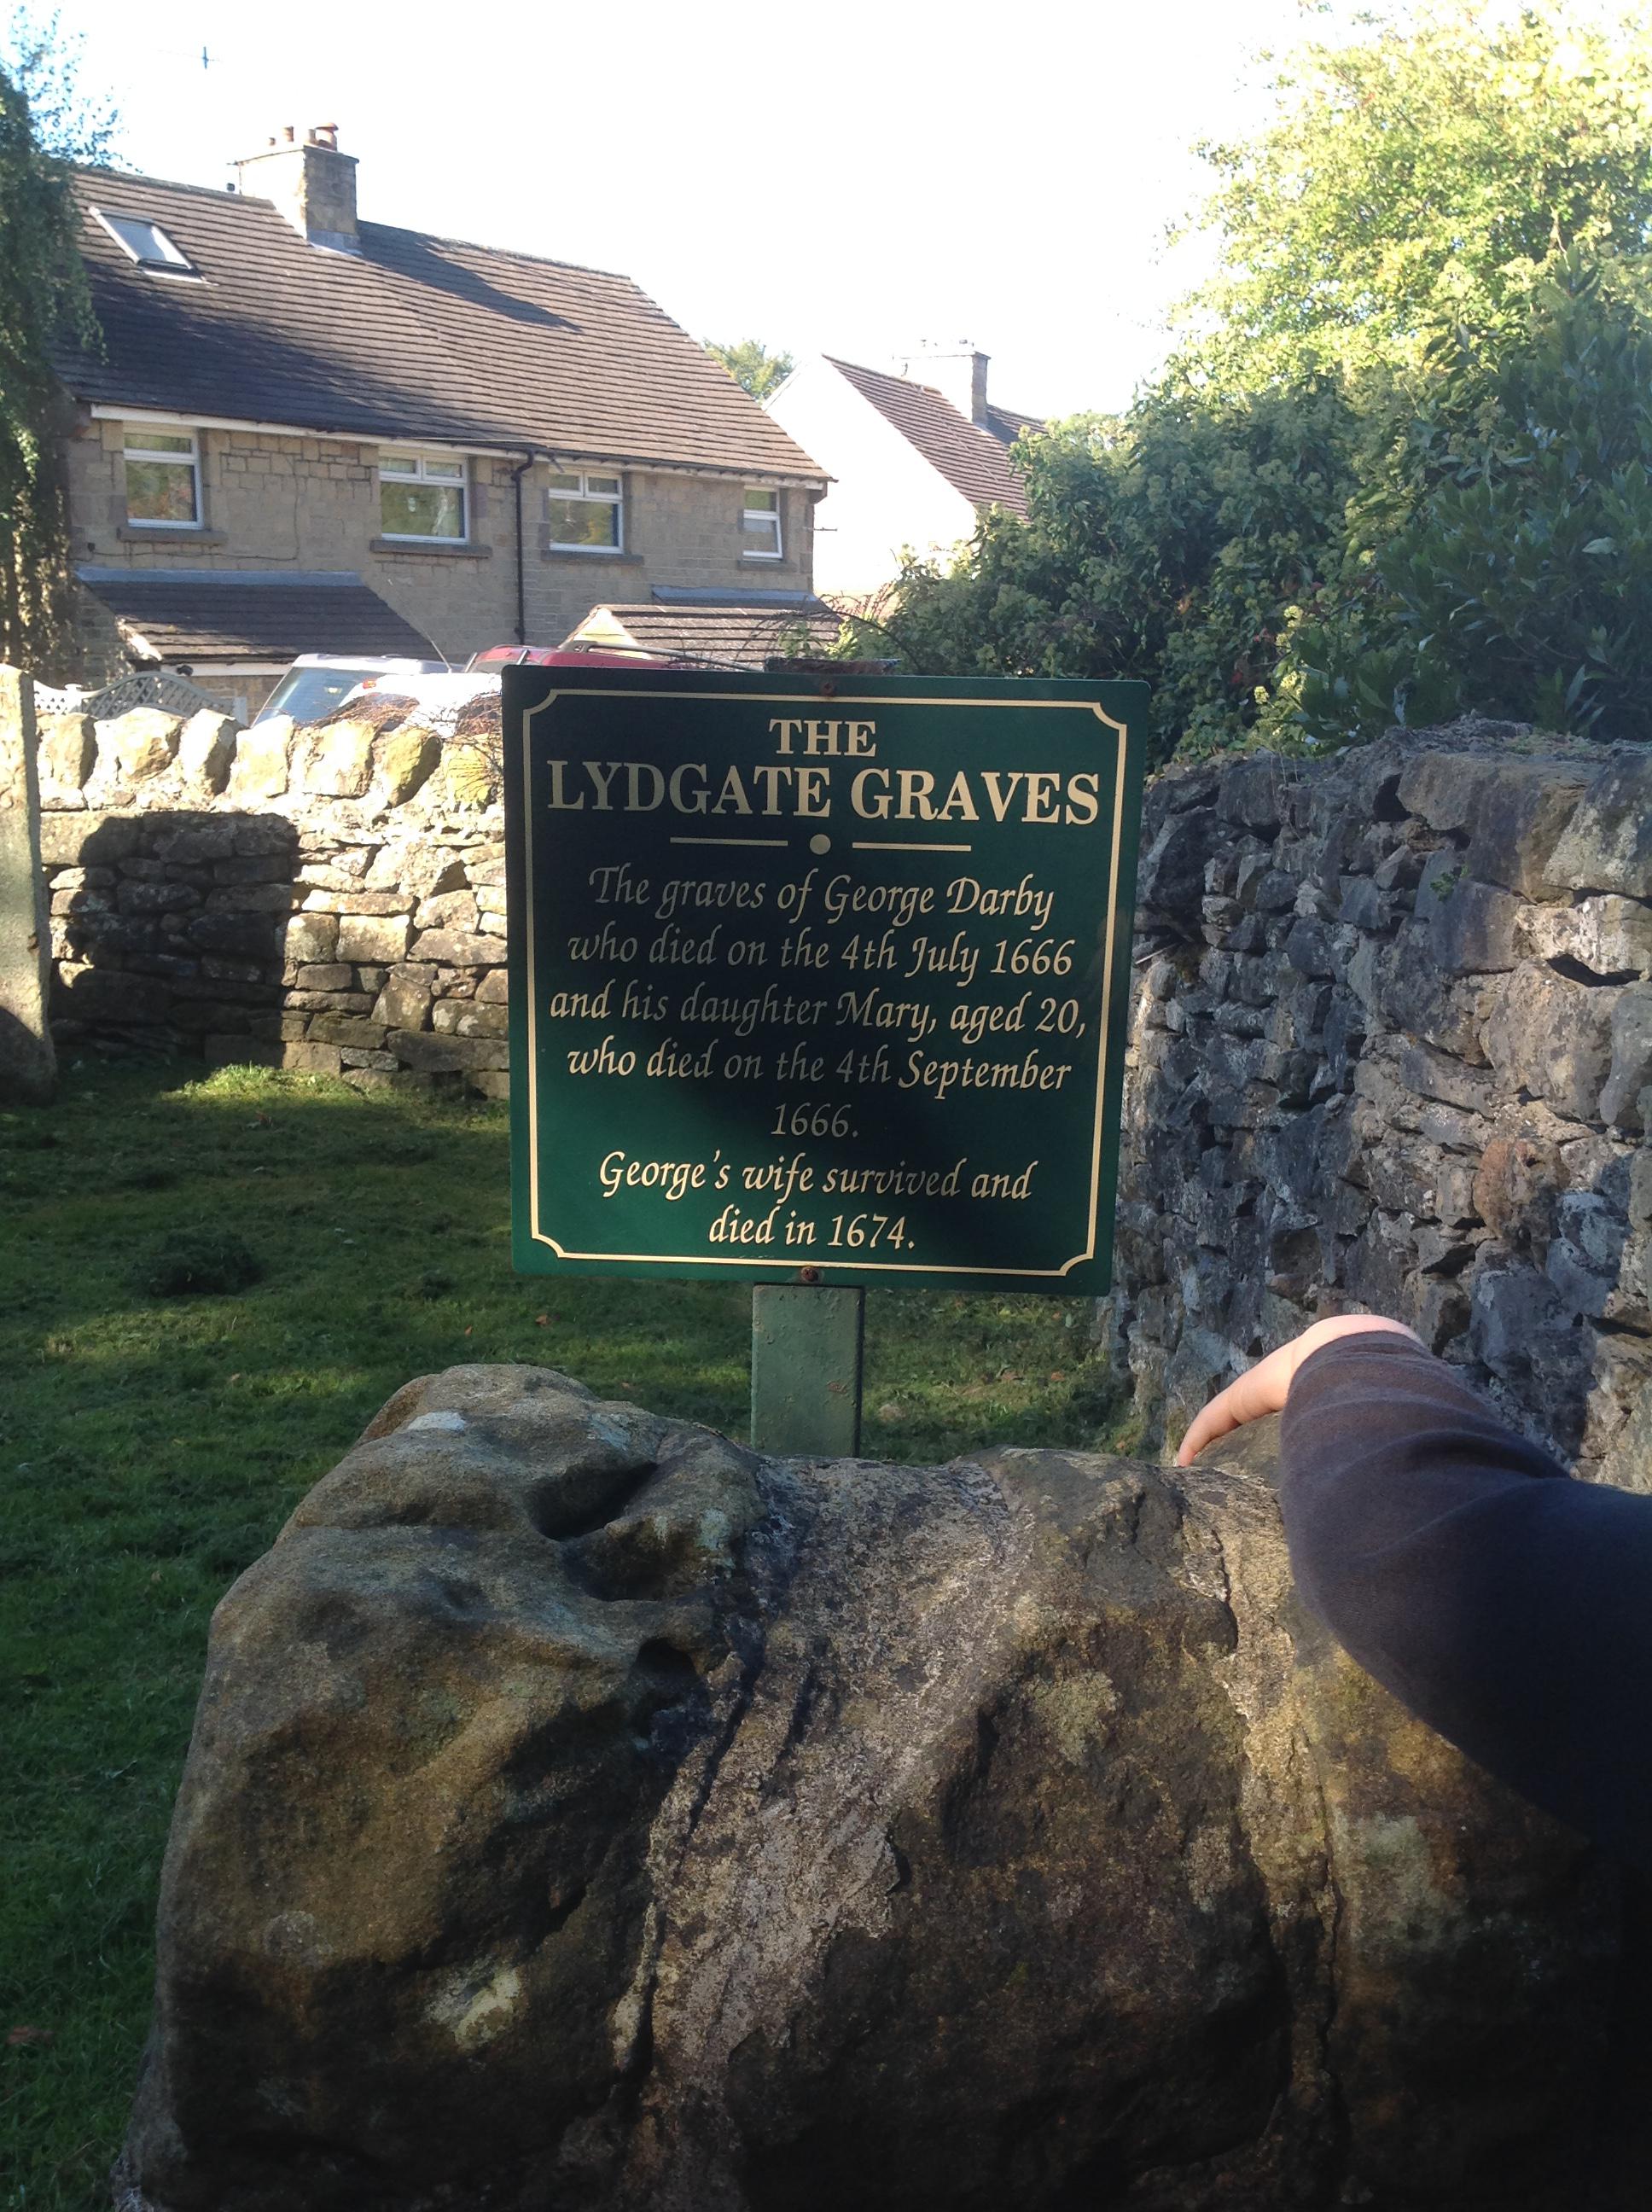 THE
LYDGATE GRAVES
The graves of George Darby
who died on the 4th July 1666
and his daughter Mary, aged 20,
who died on the 4th September
1666.
George's wife survived and
died in 1674.